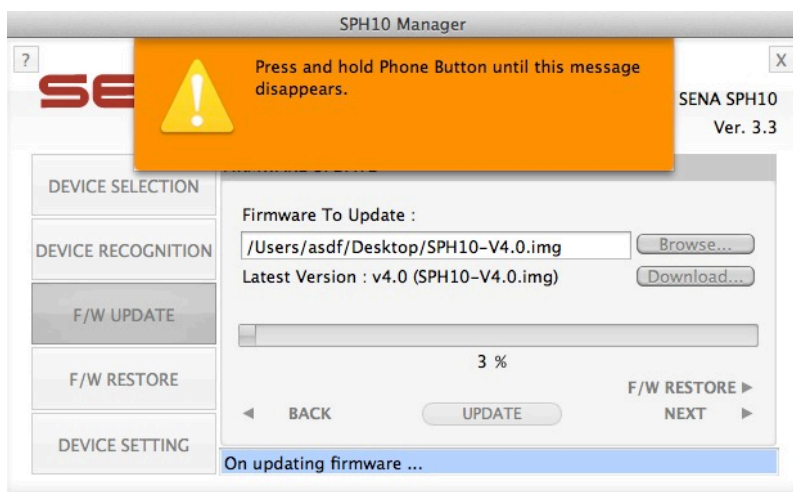 SPH10 Manager
?
X
Press and hold Phone Button until this message
disappears.
SE
SENA SPH10
Ver. 3.3
DEVICE SELECTION
DEVICE RECOGNITION
F/W UPDATE
F/W RESTORE
DEVICE SETTING
Firmware To Update :
/Users/asdf/Desktop/SPH10-V4.0.img
Browse...
Latest Version : v4.0 (SPH10-V4.0.img)
Download...
3 %
F/W RESTORE ▶
◀ BACK
UPDATE
NEXT ▶
On updating firmware ...